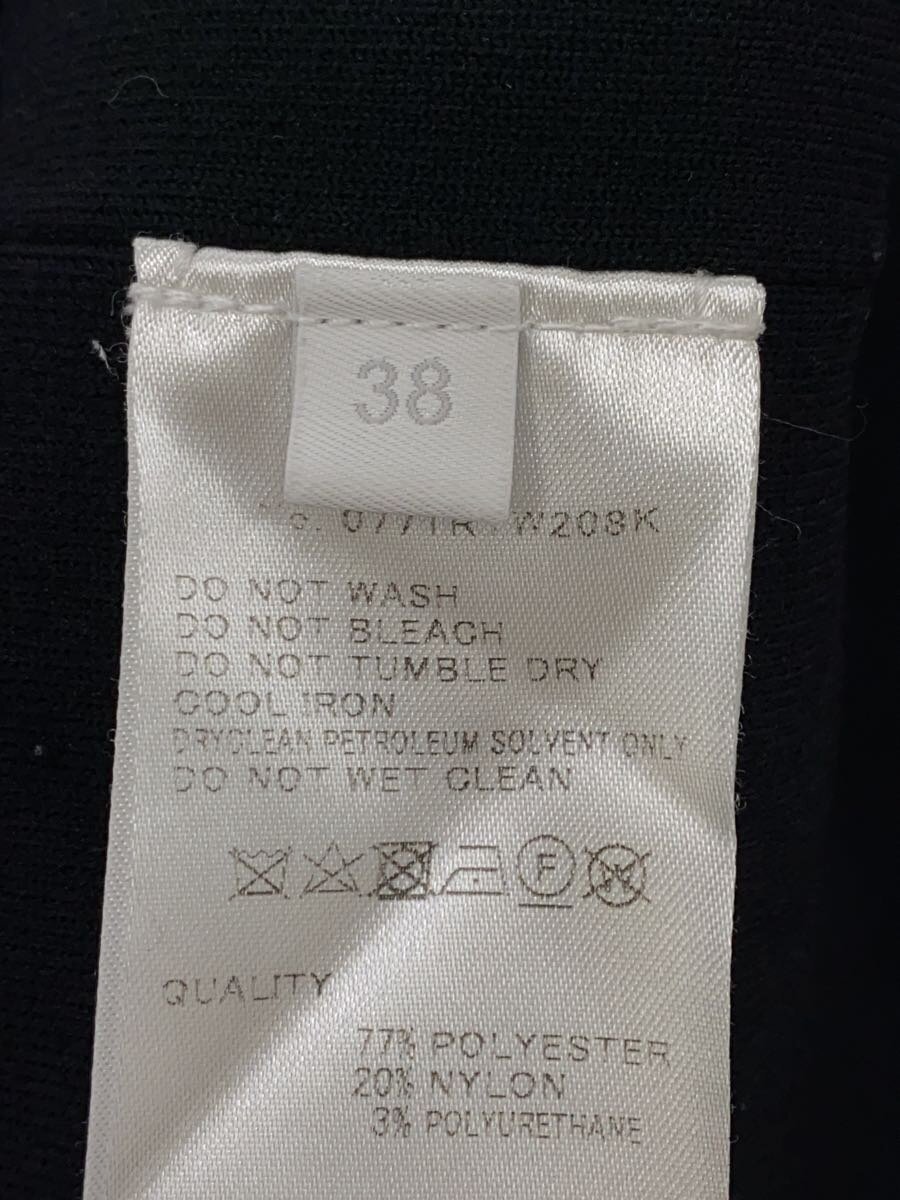 38
W208K
DO NOT WASH
DO NOT BLEACH
DO NOT TUMBLE DRY
COOL IRON
DRYCLEAN PETROLEUM SOLVENT ONLY
DO NOT WET CLEAN
F
W
QUALITY
77% POLYESTER
20% NYLON
3% POLYURETHANE